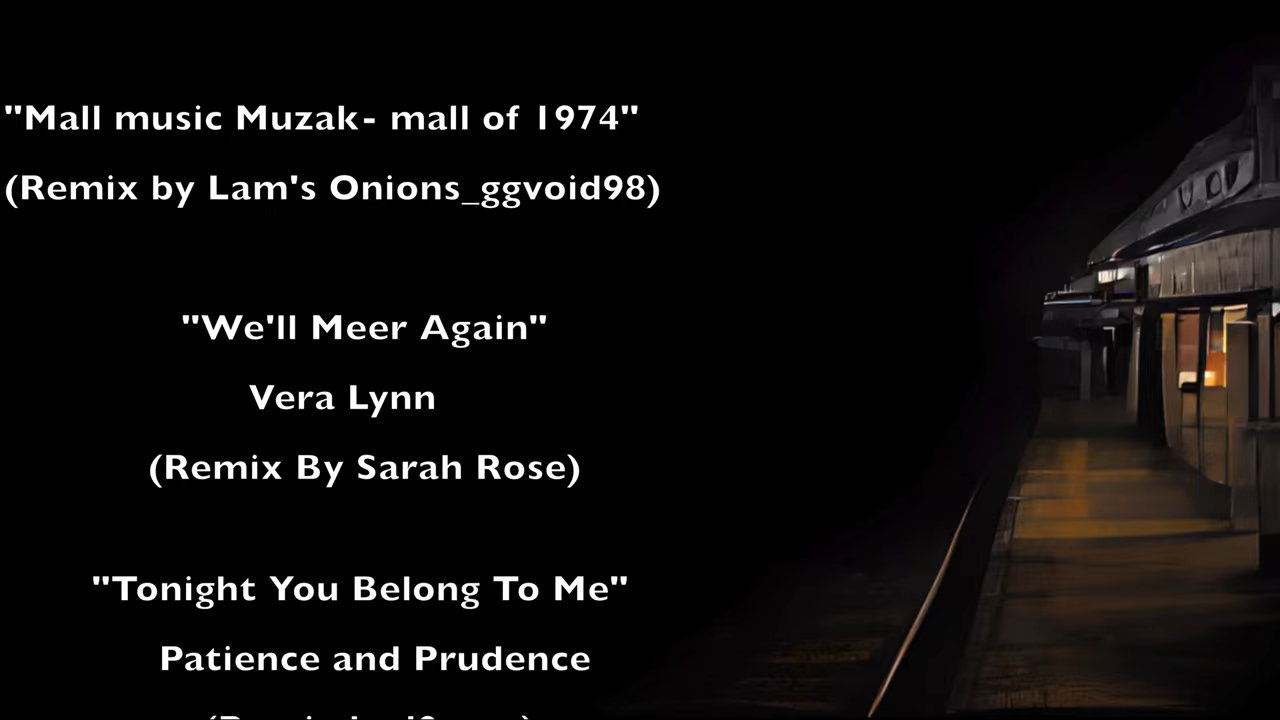 "Mall music Muzak- mall of 1974"
(Remix by Lam's Onions_ggvoid98)
"We'll Meer Again"
Vera Lynn
(Remix By Sarah Rose)
"Tonight You Belong To Me"
Patience and Prudence